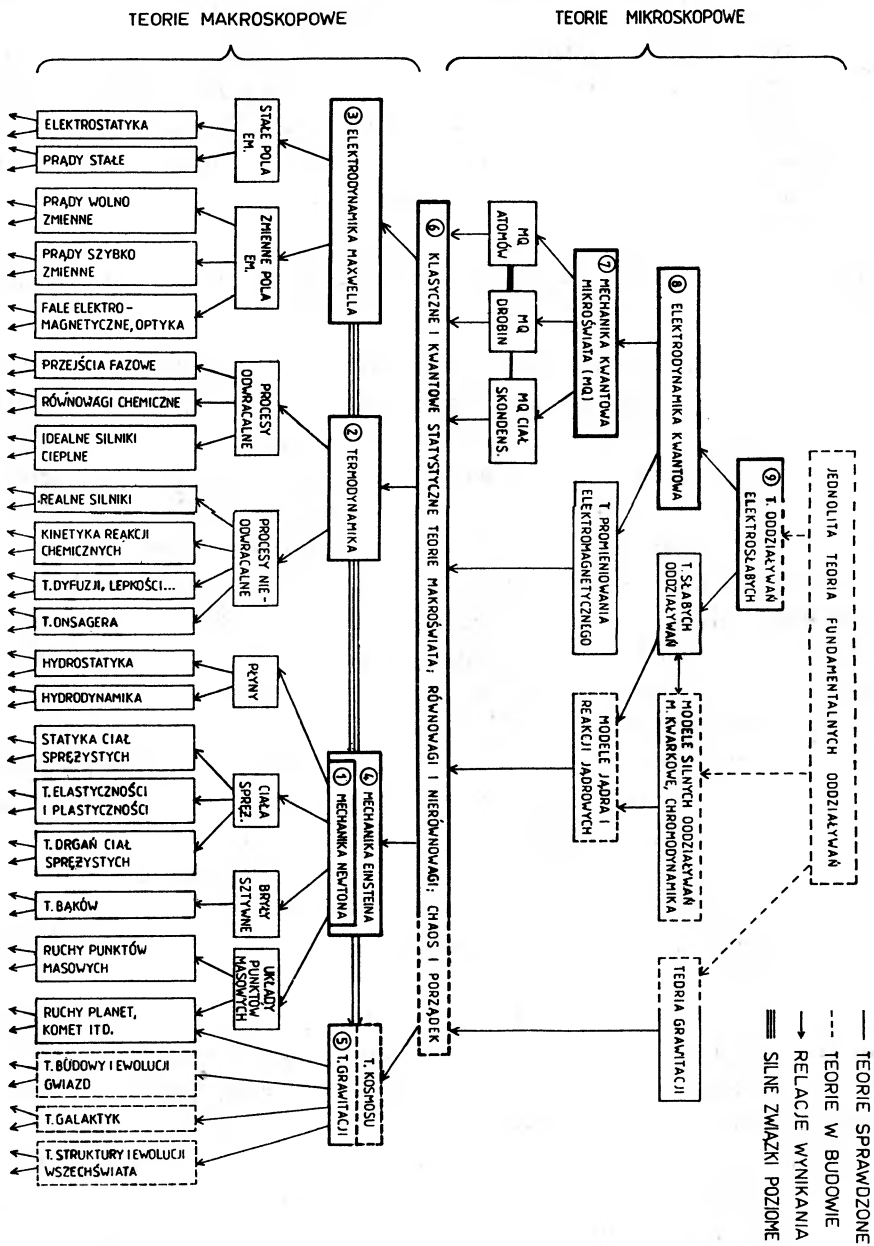 TEORIE MAKROSKOPOWE
TEORIE MIKROSKOPOWE
— TEORIE SPRAWDZONE
--- TEORIE W BUDOWIE
→ RELACJE WYNIKANIA
≡ SILNE ZWIĄZKI POZIOME
JEDNOLITA TEORIA FUNDAMENTALNYCH ODDZIAŁYWAŃ
⑨ T. ODDZIAŁYWAŃ
ELEKTROSŁABYCH
⑧ ELEKTRODYNAMIKA KWANTOWA
T. SŁABYCH
ODDZIAŁYWAŃ
MODELE SILNYCH ODDZIAŁYWAŃ
M. KWARKOWE, CHROMODYNAMIKA
TEORIA GRAWITACJI
⑦ MECHANIKA KWANTOWA
MIKROŚWIATA (MQ)
T. PROMIENIOWANIA
ELEKTROMAGNETYCZNEGO
MODELE JĄDRA I
REAKCJI JĄDROWYCH
MQ
ATOMÓW
MQ
DROBIN
MQ CIAŁ
SKONDENS.
⑥ KLASYCZNE I KWANTOWE STATYSTYCZNE TEORIE MAKROŚWIATA; RÓWNOWAGI I NIERÓWNOWAGI; CHAOS I PORZĄDEK
③ ELEKTRODYNAMIKA MAXWELLA
② TERMODYNAMIKA
④ MECHANIKA EINSTEINA
① MECHANIKA NEWTONA
T. KOSMOSU
⑤ T. GRAWITACJI
STAŁE POLA
EM.
ZMIENNE POLA
EM.
PROCESY
ODWRACALNE
PROCESY NIE-
ODWRACALNE
PŁYNY
CIAŁA
SPRĘŻ.
BRYŁY
SZTYWNE
UKŁADY
PUNKTÓW
MASOWYCH
ELEKTROSTATYKA
PRĄDY STAŁE
PRĄDY WOLNO
ZMIENNE
PRĄDY SZYBKO
ZMIENNE
FALE ELEKTRO-
MAGNETYCZNE, OPTYKA
PRZEJŚCIA FAZOWE
RÓWNOWAGI CHEMICZNE
IDEALNE SILNIKI
CIEPLNE
REALNE SILNIKI
KINETYKA REAKCJI
CHEMICZNYCH
T. DYFUZJI, LEPKOŚCI...
T. ONSAGERA
HYDROSTATYKA
HYDRODYNAMIKA
STATYKA CIAŁ
SPRĘŻYSTYCH
T. ELASTYCZNOŚCI
I PLASTYCZNOŚCI
T. DRGAŃ CIAŁ
SPRĘŻYSTYCH
T. BĄKÓW
RUCHY PUNKTÓW
MASOWYCH
RUCHY PLANET,
KOMET ITD.
T. BUDOWY I EWOLUCJI
GWIAZD
T. GALAKTYK
T. STRUKTURY I EWOLUCJI
WSZECHŚWIATA